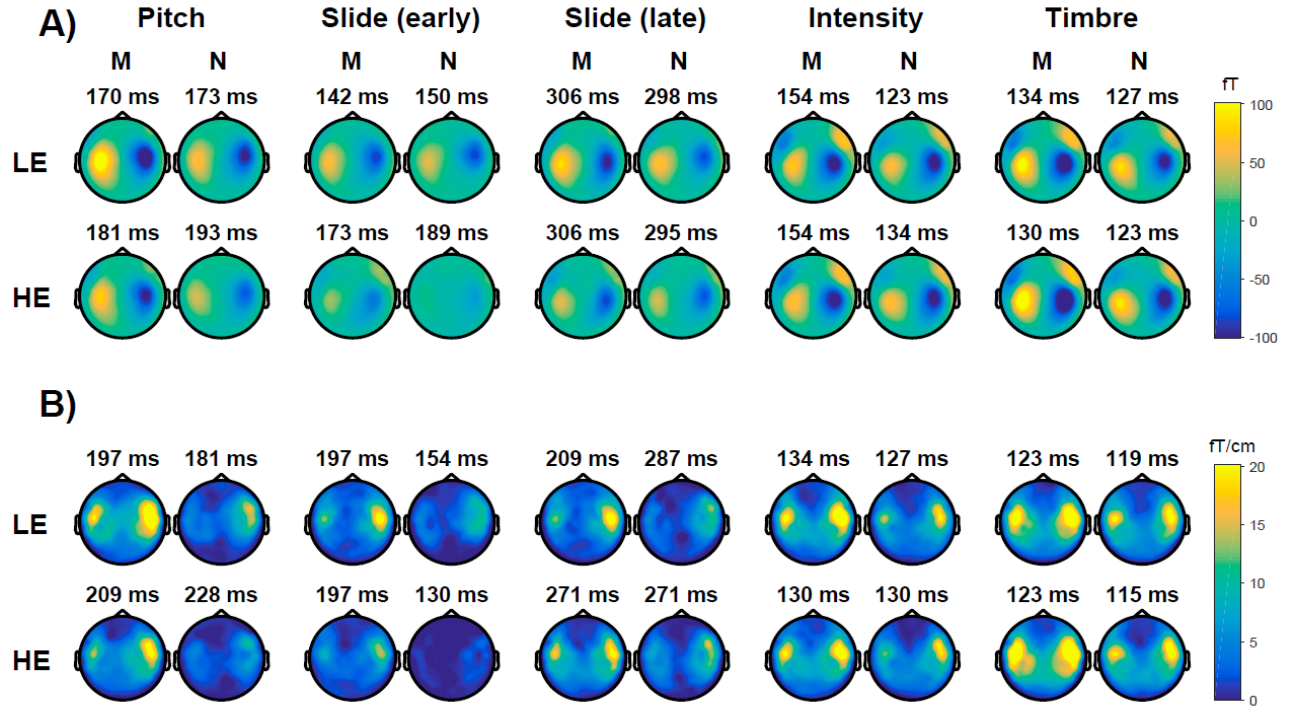 A)
Pitch Slide (early) Slide (late) Intensity Timbre
M N M N M N M N M N
fT
170 ms 173 ms 142 ms 150 ms 306 ms 298 ms 154 ms 123 ms 134 ms 127 ms
100
LE
50
0
181 ms 193 ms 173 ms 189 ms 306 ms 295 ms 154 ms 134 ms 130 ms 123 ms
-50
HE
-100
B)
fT/cm
197 ms 181 ms 197 ms 154 ms 209 ms 287 ms 134 ms 127 ms 123 ms 119 ms
20
LE
15
10
209 ms 228 ms 197 ms 130 ms 271 ms 271 ms 130 ms 130 ms 123 ms 115 ms
5
HE
0